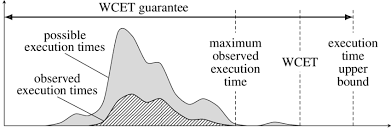 WCET guarantee
possible
execution times
observed
execution times
maximum
observed
execution
time
WCET
execution
time
upper
bound